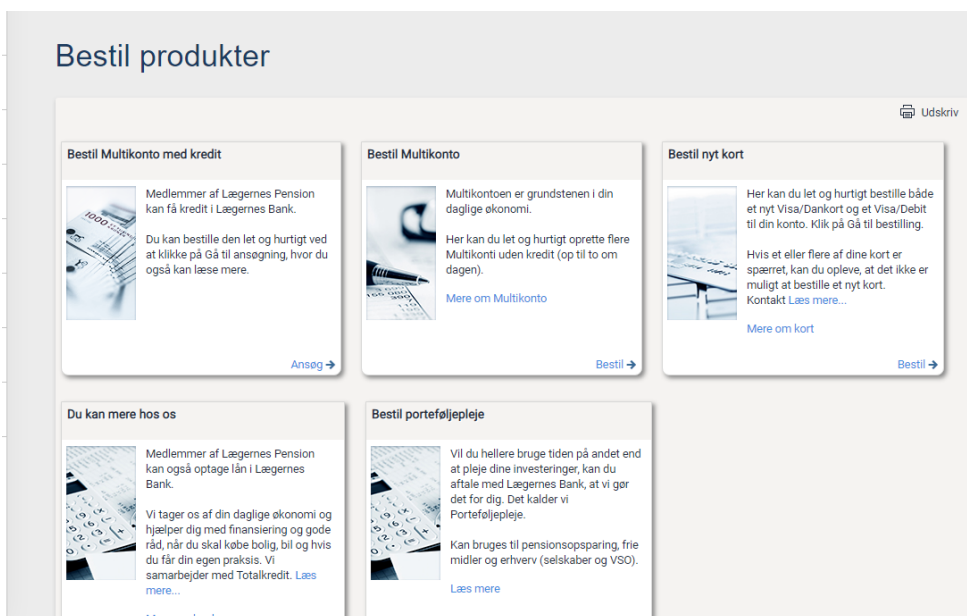 Bestil produkter
Udskriv
Bestil Multikonto med kredit
Medlemmer af Lægernes Pension
kan få kredit i Lægernes Bank.
Du kan bestille den let og hurtigt ved
at klikke på Gå til ansøgning, hvor du
også kan læse mere.
Ansøg
Bestil Multikonto
Multikontoen er grundstenen i din
daglige økonomi.
Her kan du let og hurtigt oprette flere
Multikonti uden kredit (op til to om
dagen).
Mere om Multikonto
Bestil
Bestil nyt kort
Her kan du let og hurtigt bestille både
et nyt Visa/Dankort og et Visa/Debit
til din konto. Klik på Gå til bestilling.
Hvis et eller flere af dine kort er
spærret, kan du opleve, at det ikke er
muligt at bestille et nyt kort.
Kontakt Læs mere...
Mere om kort
Bestil
Du kan mere hos os
Medlemmer af Lægernes Pension
kan også optage lån i Lægernes
Bank.
Vi tager os af din daglige økonomi og
hjælper dig med finansiering og gode
råd, når du skal købe bolig, bil og hvis
du får din egen praksis. Vi
samarbejder med Totalkredit. Læs
mere...
Bestil porteføljepleje
Vil du hellere bruge tiden på andet end
at pleje dine investeringer, kan du
aftale med Lægernes Bank, at vi gør
det for dig. Det kalder vi
Porteføljepleje.
Kan bruges til pensionsopsparing, frie
midler og erhverv (selskaber og VSO).
Læs mere